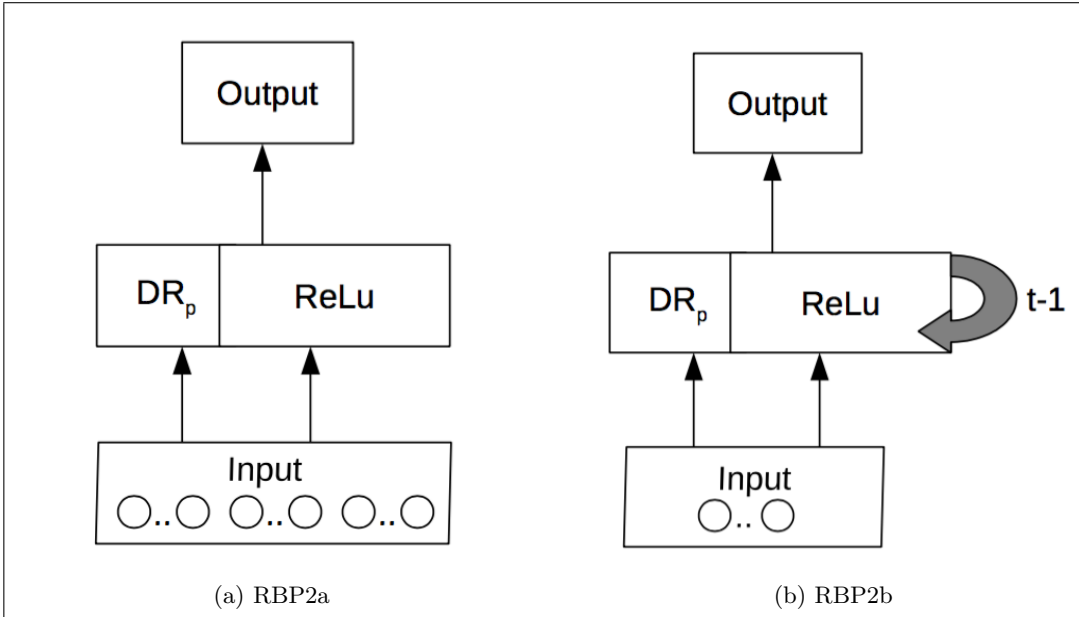 Output
DRp
ReLu
Input
.. .. ..
(a) RBP2a
Output
DRp
ReLu
t-1
Input
..
(b) RBP2b